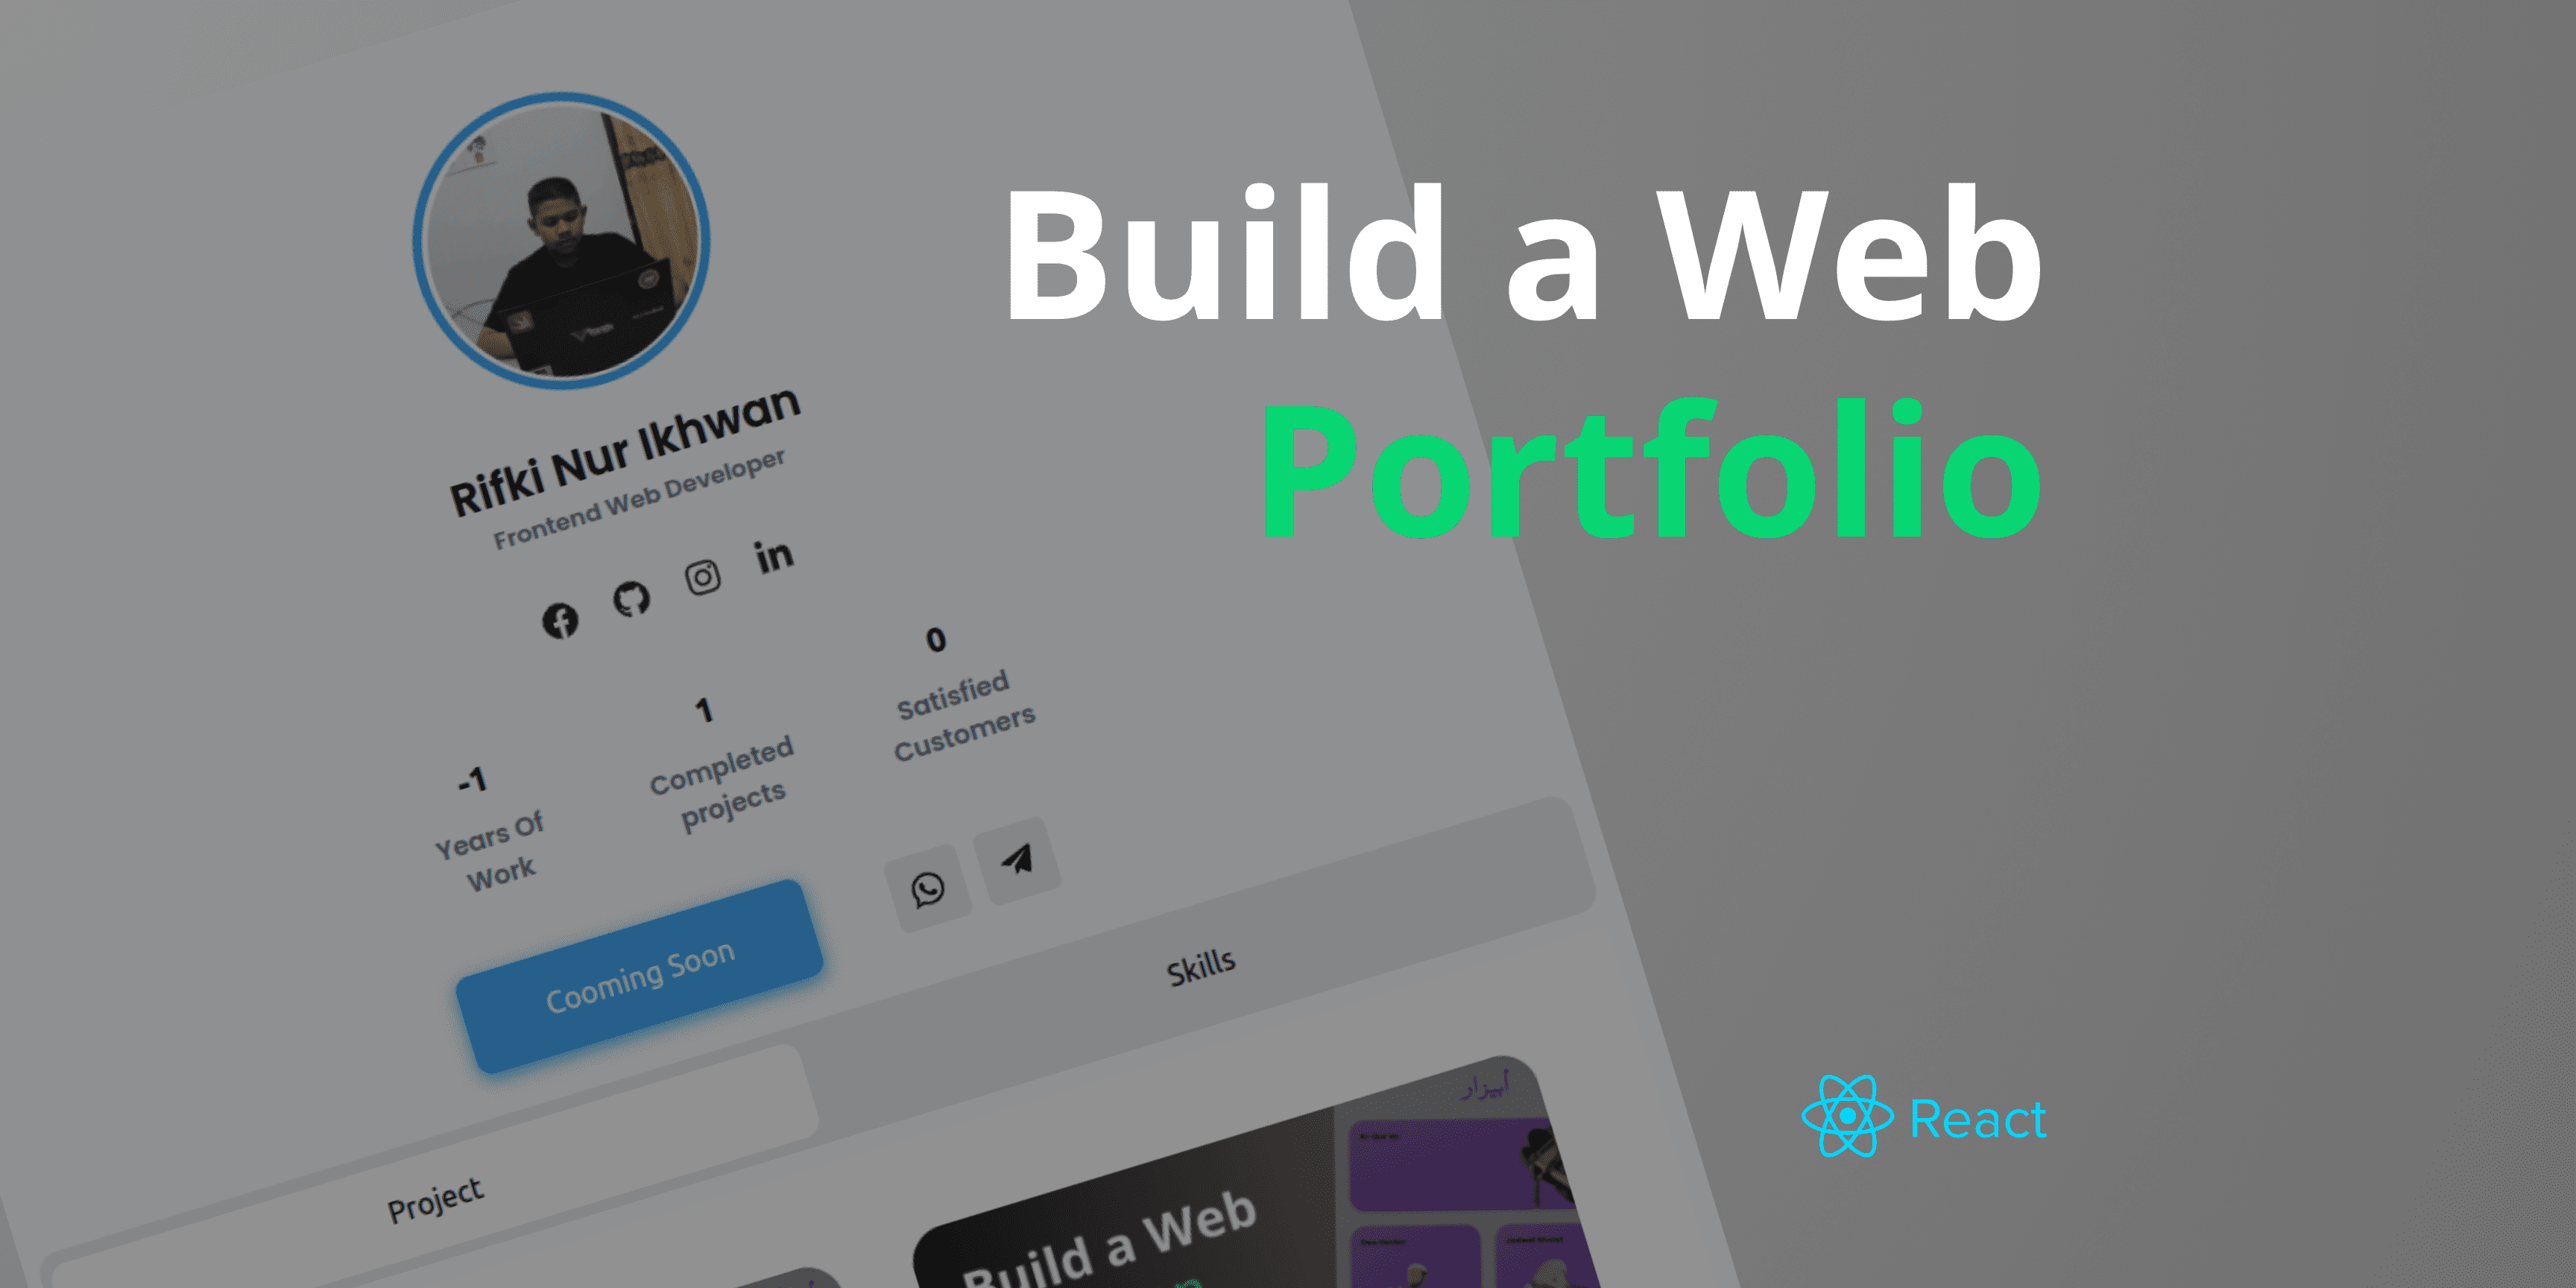 Build a Web
Portfolio
Rifki Nur Ikhwan
Frontend Web Developer
in
-1
Years Of
Work
1
Completed
projects
0
Satisfied
Customers
Cooming Soon
Project
Skills
Build a Web
React